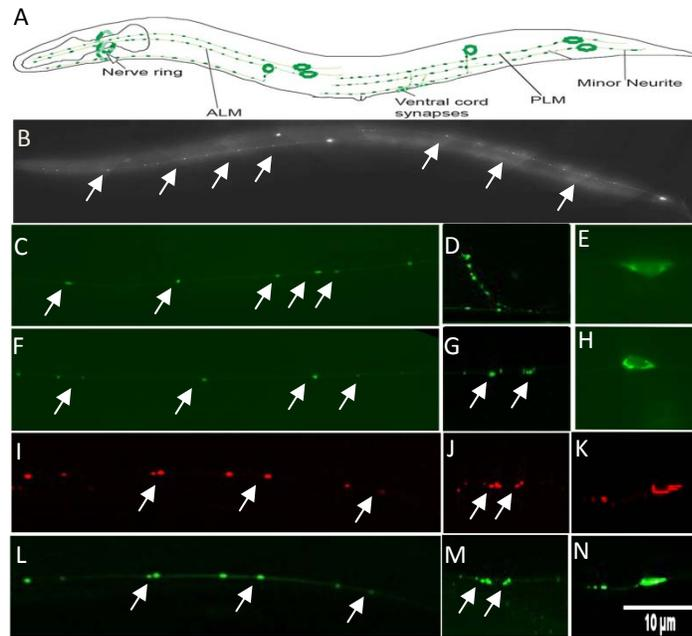 A
Nerve ring
ALM
Ventral cord
synapses
PLM
Minor Neurite
B
C
D
E
F
G
H
I
J
K
L
M
N
10 µm